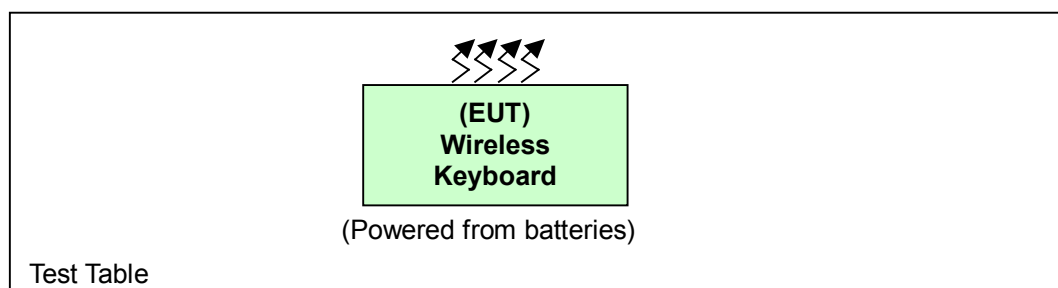 (EUT)
Wireless
Keyboard
(Powered from batteries)
Test Table